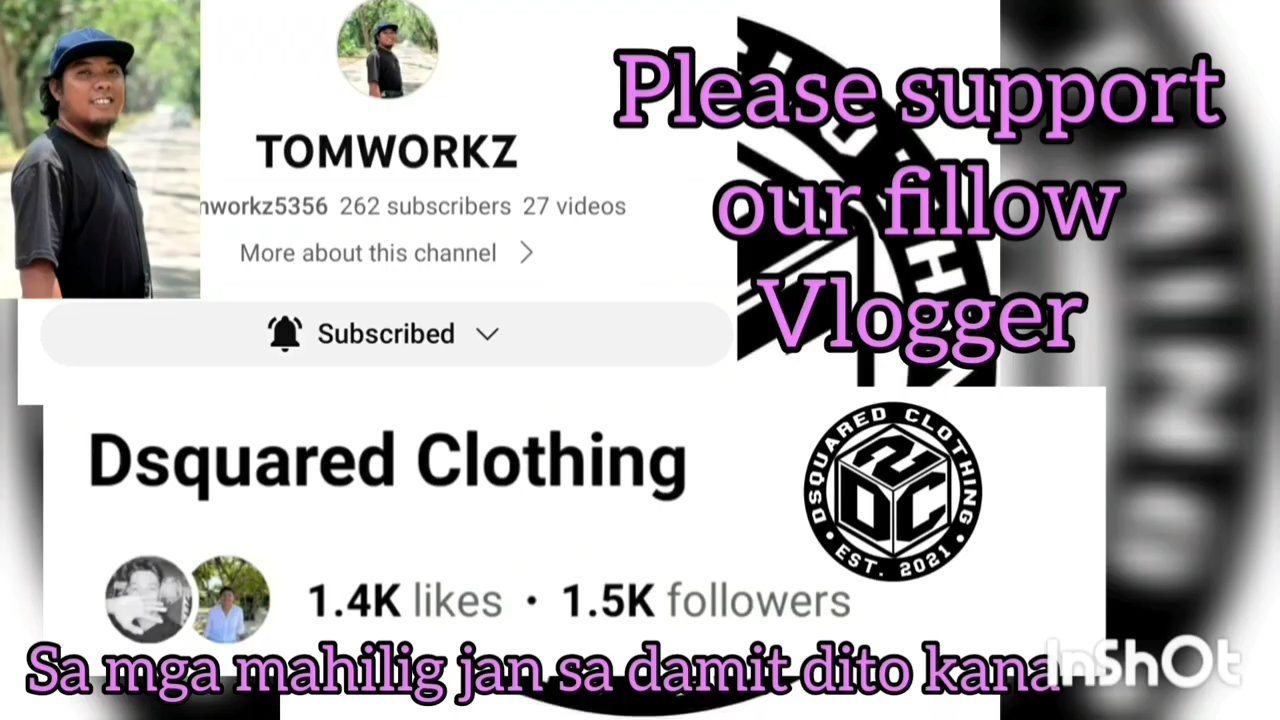 TOMWORKZ
nworkz5356 262 subscribers 27 videos
More about this channel
Subscribed
Please support
our fillow
Vlogger
Dsquared Clothing
DSQUARED CLOTHING
2
DC
• EST. 2021 •
1.4K likes • 1.5K followers
Sa mga mahilig jan sa damit dito kana
InShOt